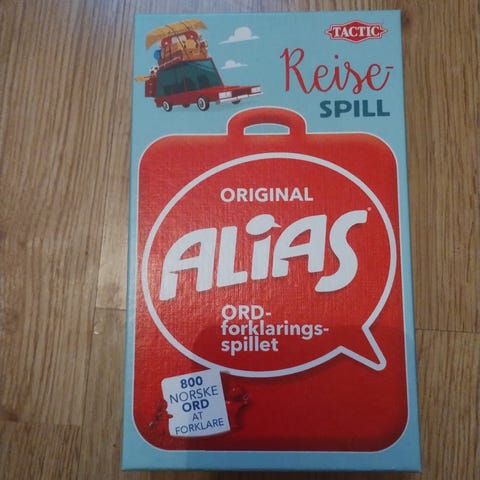 TACTIC
Reise-
SPILL
ORIGINAL
ALiAS
ORD-
forklarings-
spillet
800
NORSKE
ORD
AT
FORKLARE